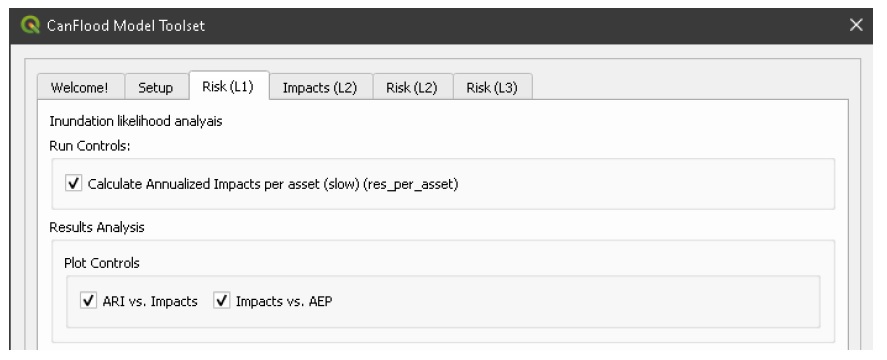 CanFlood Model Toolset
Welcome! Setup Risk (L1) Impacts (L2) Risk (L2) Risk (L3)
Inundation likelihood analyais
Run Controls:
Calculate Annualized Impacts per asset (slow) (res_per_asset)
Results Analysis
Plot Controls
ARI vs. Impacts Impacts vs. AEP